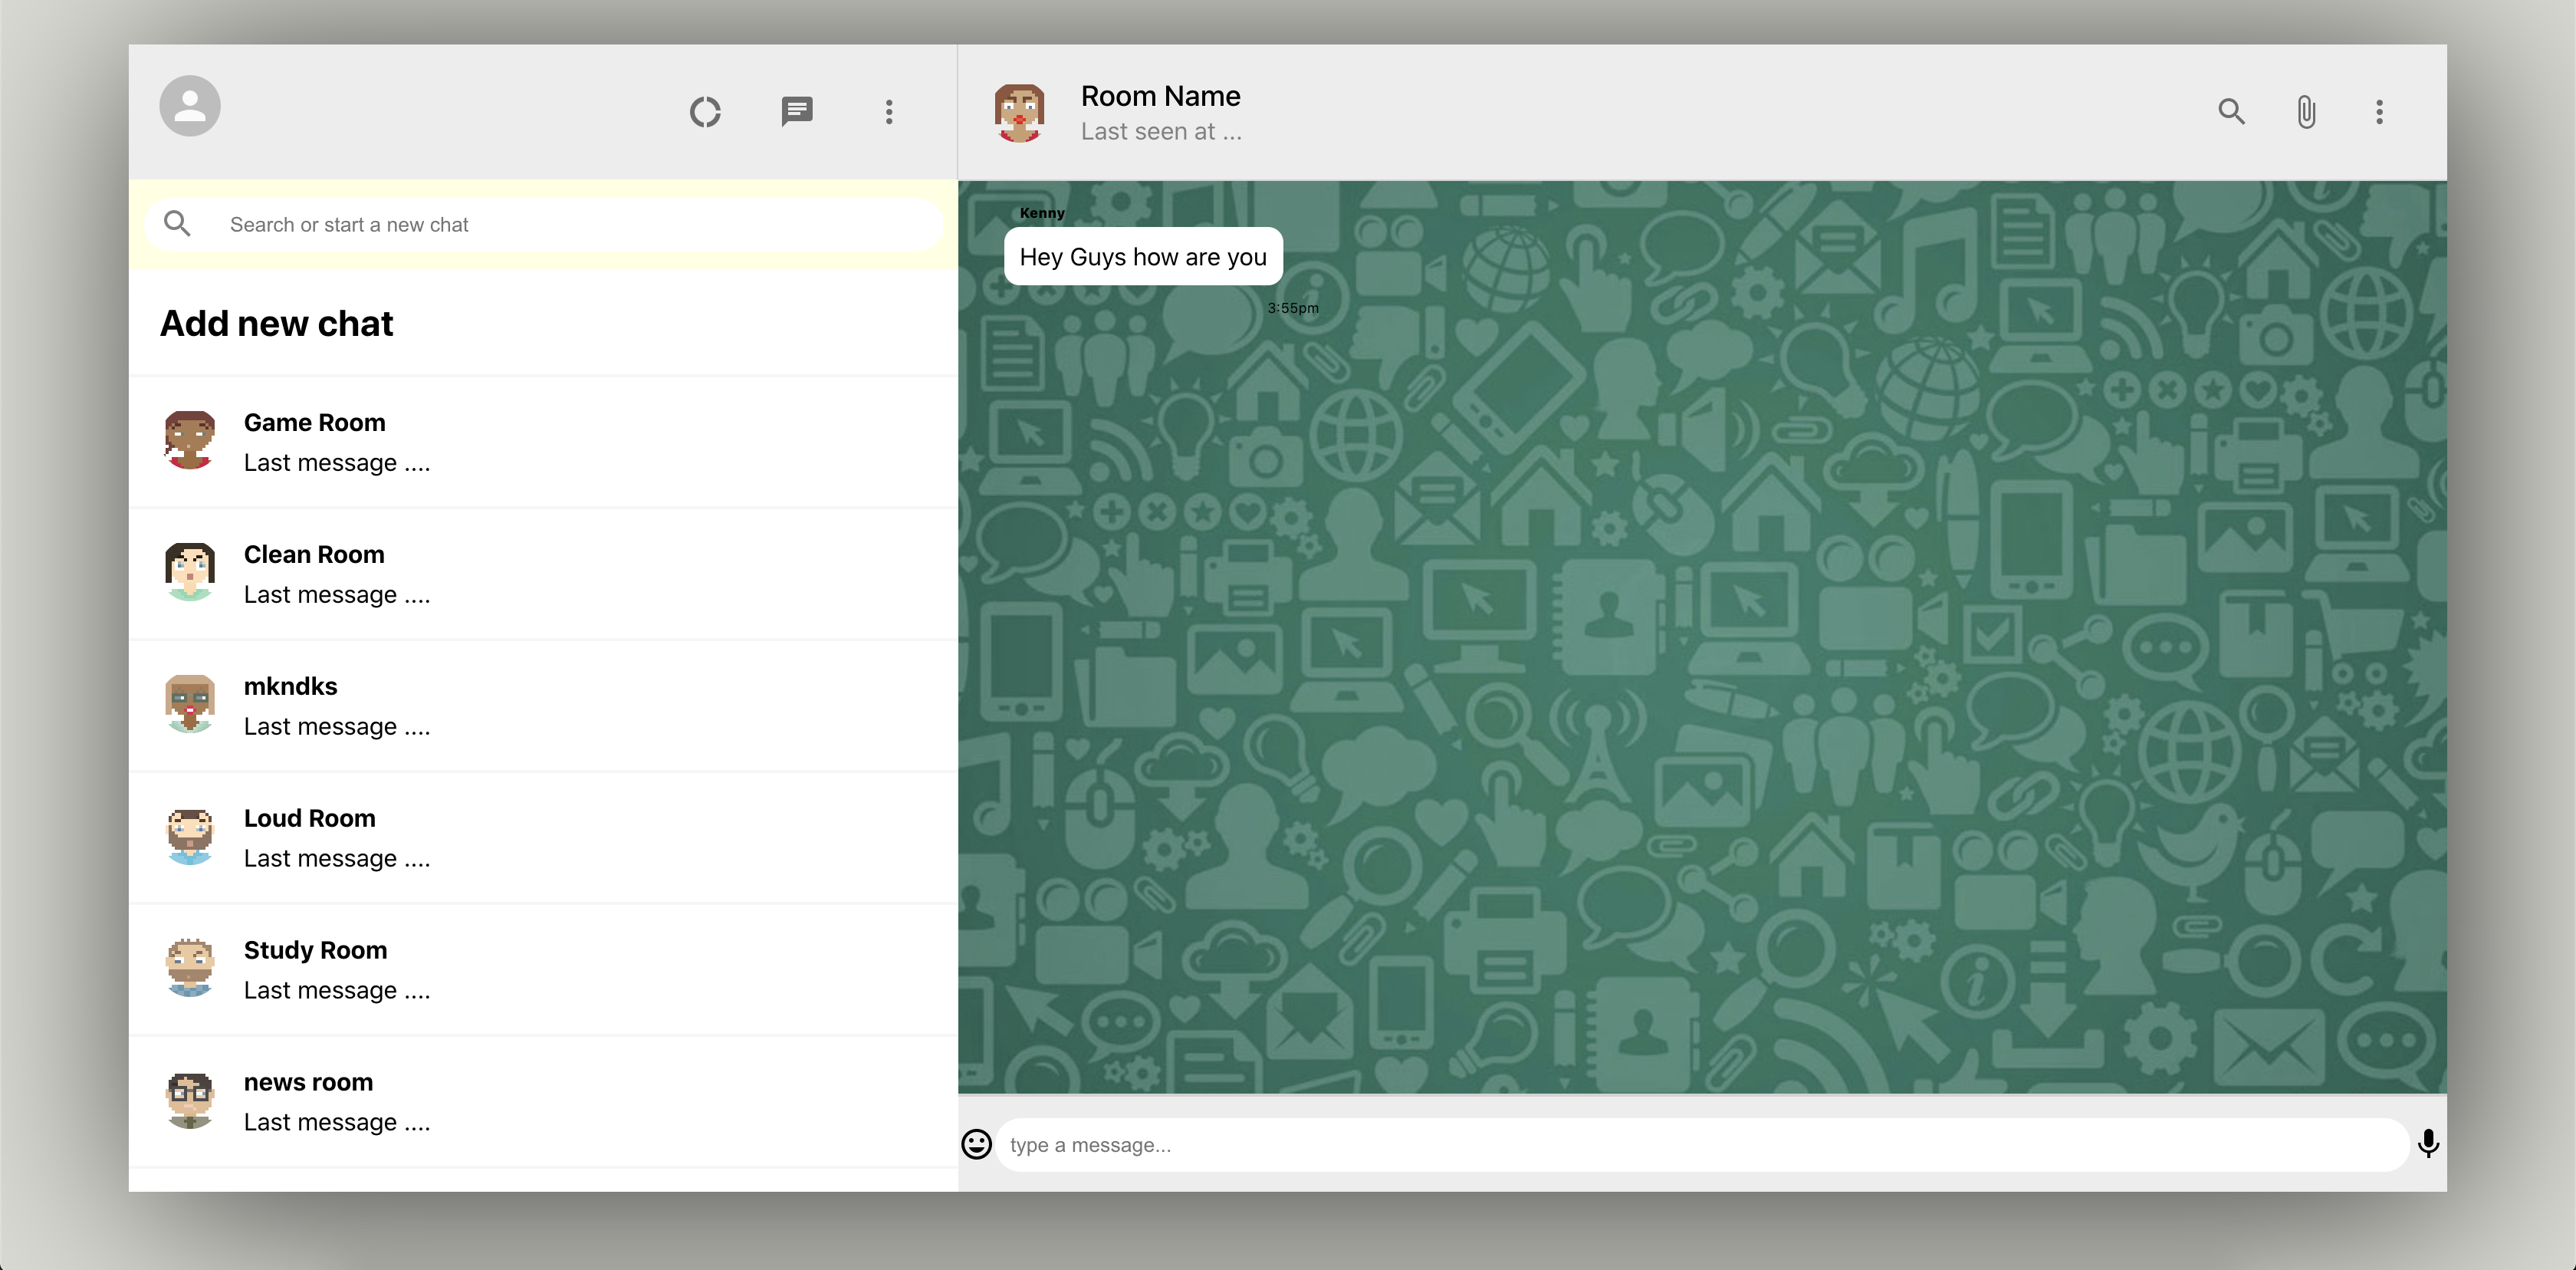 Room Name
Last seen at ...
Search or start a new chat
Add new chat
Game Room
Last message ....
Clean Room
Last message ....
mkndks
Last message ....
Loud Room
Last message ....
Study Room
Last message ....
news room
Last message ....
Kenny
Hey Guys how are you
3:55pm
type a message...